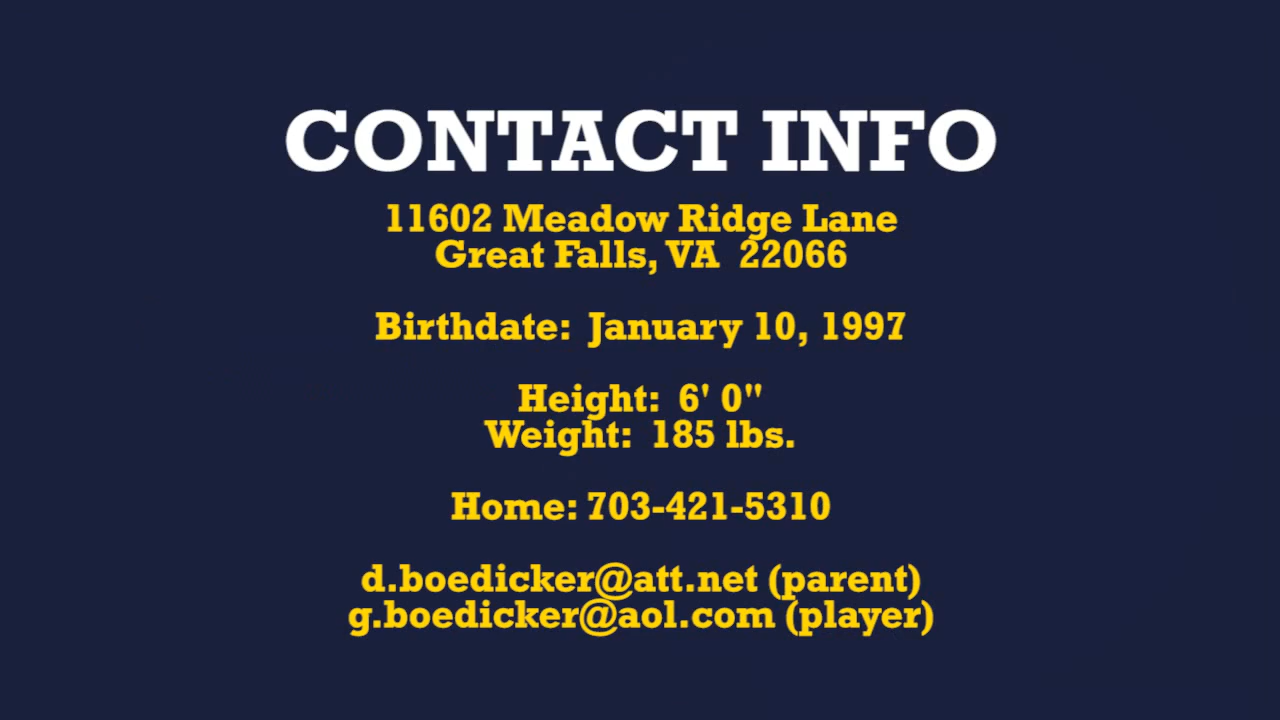 CONTACT INFO
11602 Meadow Ridge Lane
Great Falls, VA  22066
Birthdate:  January 10, 1997
Height:  6' 0"
Weight:  185 lbs.
Home: 703-421-5310
d.boedicker@att.net (parent)
g.boedicker@aol.com (player)